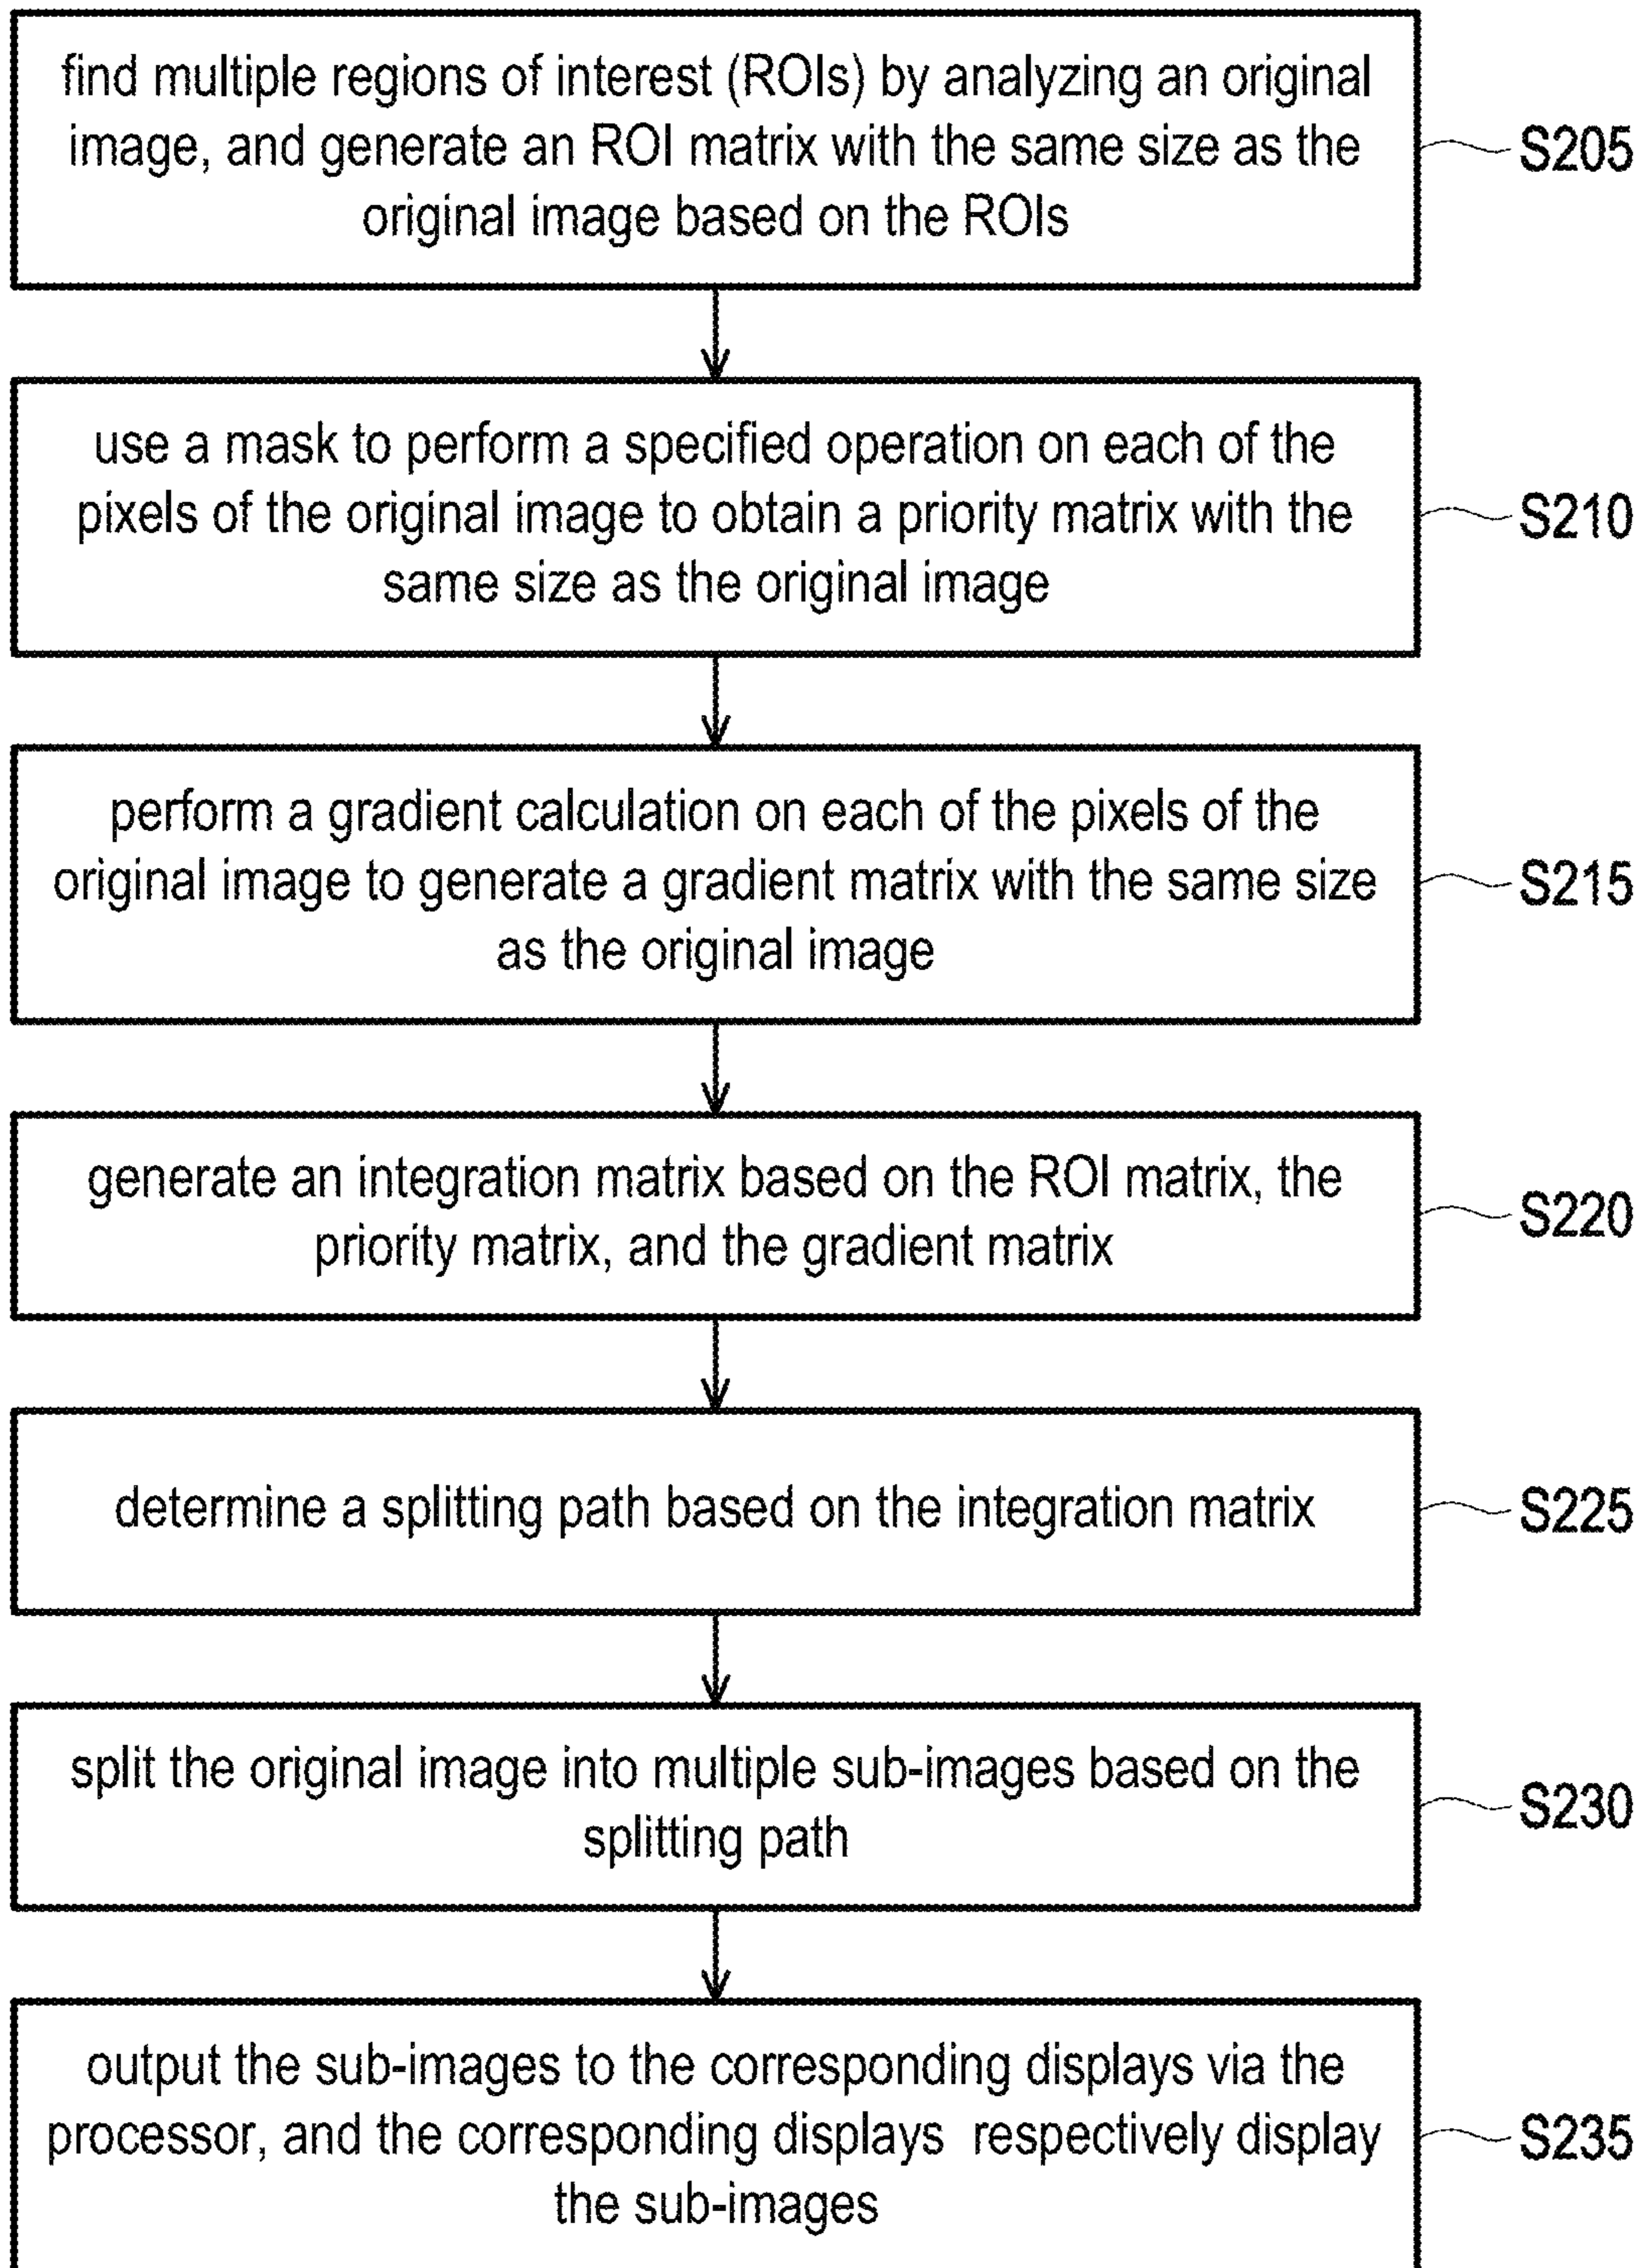 find multiple regions of interest (ROIs) by analyzing an original
image, and generate an ROI matrix with the same size as the
original image based on the ROIs
S205
use a mask to perform a specified operation on each of the
pixels of the original image to obtain a priority matrix with the
same size as the original image
S210
perform a gradient calculation on each of the pixels of the
original image to generate a gradient matrix with the same size
as the original image
S215
generate an integration matrix based on the ROI matrix, the
priority matrix, and the gradient matrix
S220
determine a splitting path based on the integration matrix
S225
split the original image into multiple sub-images based on the
splitting path
S230
output the sub-images to the corresponding displays via the
processor, and the corresponding displays respectively display
the sub-images
S235